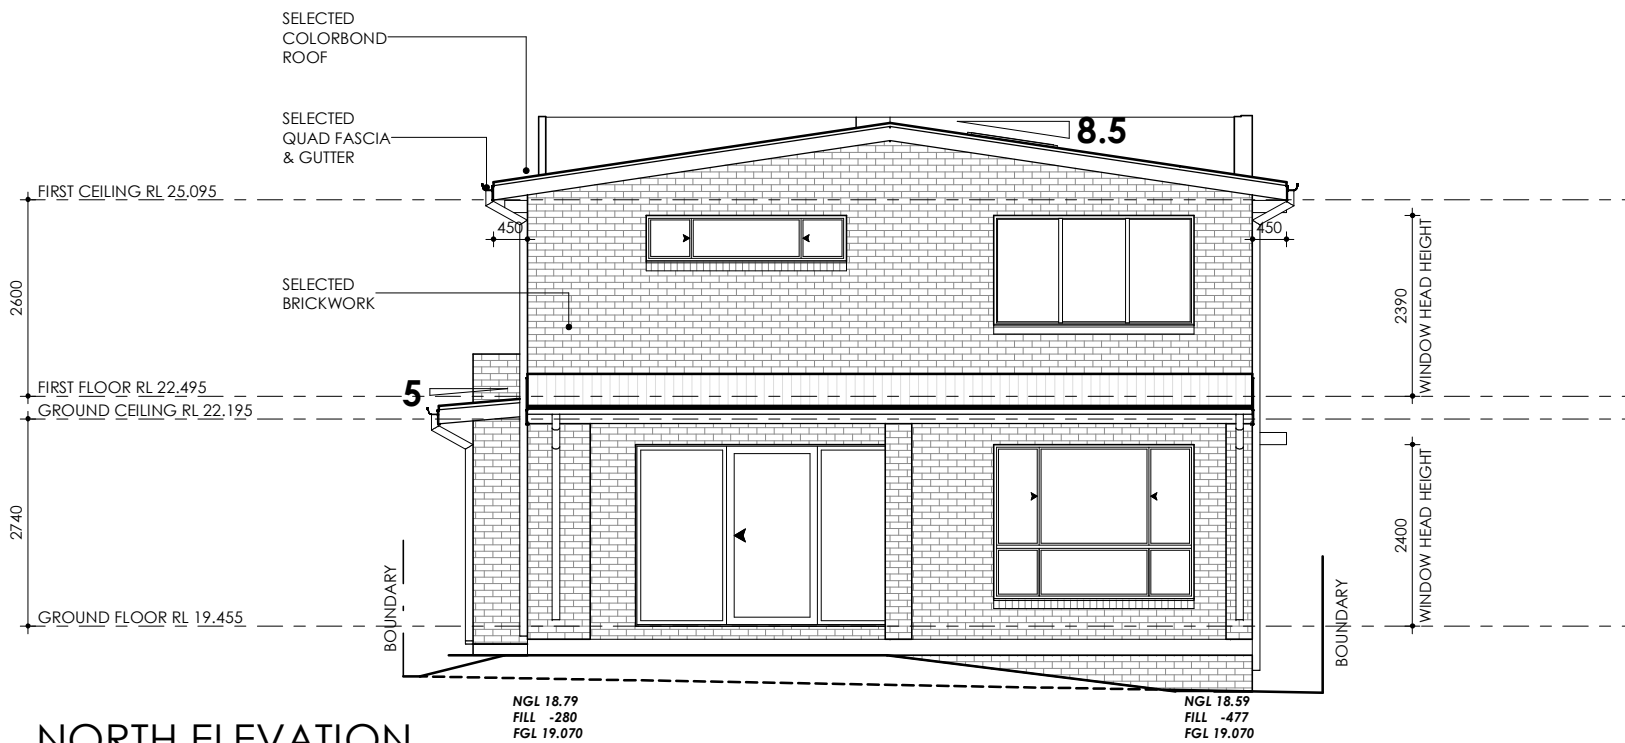 SELECTED
COLORBOND
ROOF
SELECTED
QUAD FASCIA
& GUTTER
8.5
FIRST CEILING RL 25.095
450
450
2600
SELECTED
BRICKWORK
2390
WINDOW HEAD HEIGHT
FIRST FLOOR RL 22.495
5
GROUND CEILING RL 22.195
2740
2400
WINDOW HEAD HEIGHT
GROUND FLOOR RL 19.455
BOUNDARY
BOUNDARY
NGL 18.79
FILL -280
FGL 19.070
NGL 18.59
FILL -477
FGL 19.070
NORTH ELEVATION